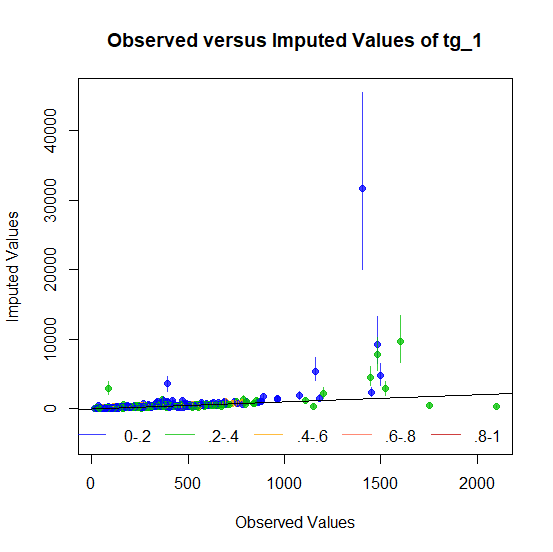 Observed versus Imputed Values of tg_1
Imputed Values
40000
30000
20000
10000
0
0-.2 .2-.4 .4-.6 .6-.8 .8-1
0 500 1000 1500 2000
Observed Values